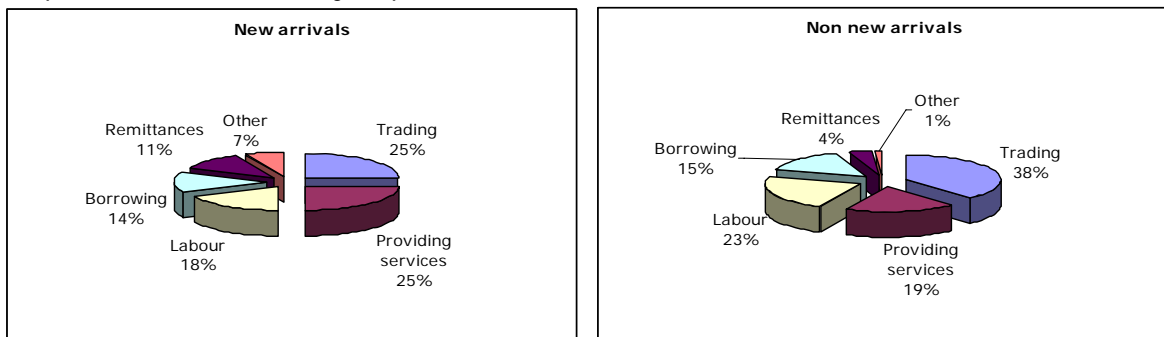 New arrivals
Other
7%
Remittances
11%
Trading
25%
Borrowing
14%
Labour
18%
Providing
services
25%
Non new arrivals
Other
1%
Remittances
4%
Borrowing
15%
Trading
38%
Labour
23%
Providing
services
19%